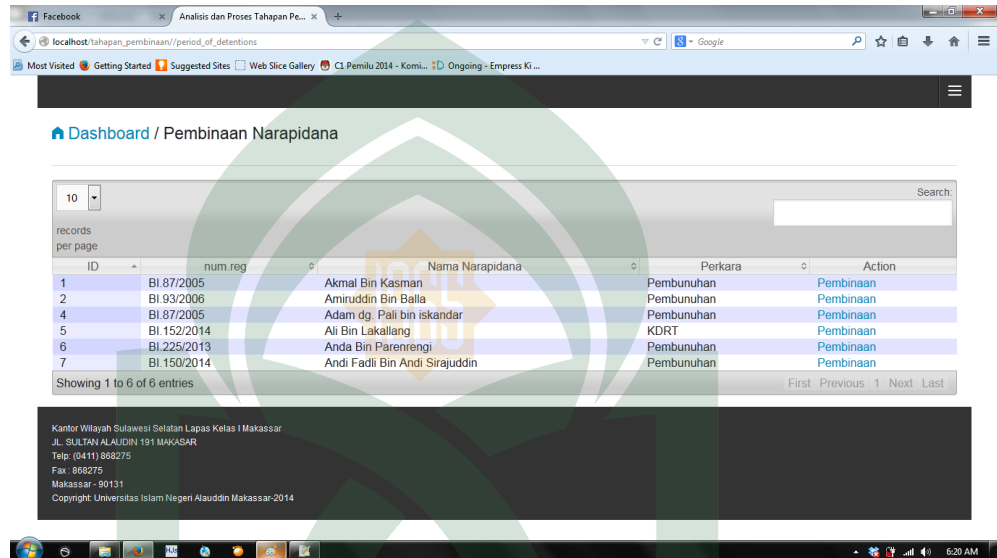 Facebook × Analisis dan Proses Tahapan Pe... × +
localhost/tahapan_pembinaan//period_of_detentions Google
Most Visited Getting Started Suggested Sites Web Slice Gallery C1 Pemilu 2014 - Komi... Ongoing - Empress Ki ...
Dashboard / Pembinaan Narapidana
10 Search:
records
per page
ID num.reg Nama Narapidana Perkara Action
1 BI.87/2005 Akmal Bin Kasman Pembunuhan Pembinaan
2 BI.93/2006 Amiruddin Bin Balla Pembunuhan Pembinaan
4 BI.87/2005 Adam dg. Pali bin iskandar Pembunuhan Pembinaan
5 BI.152/2014 Ali Bin Lakallang KDRT Pembinaan
6 BI.225/2013 Anda Bin Parenrengi Pembunuhan Pembinaan
7 BI.150/2014 Andi Fadli Bin Andi Sirajuddin Pembunuhan Pembinaan
Showing 1 to 6 of 6 entries First Previous 1 Next Last
Kantor Wilayah Sulawesi Selatan Lapas Kelas I Makassar
JL. SULTAN ALAUDIN 191 MAKASAR
Telp: (0411) 868275
Fax : 868275
Makassar - 90131
Copyright: Universitas Islam Negeri Alauddin Makassar-2014
6:20 AM